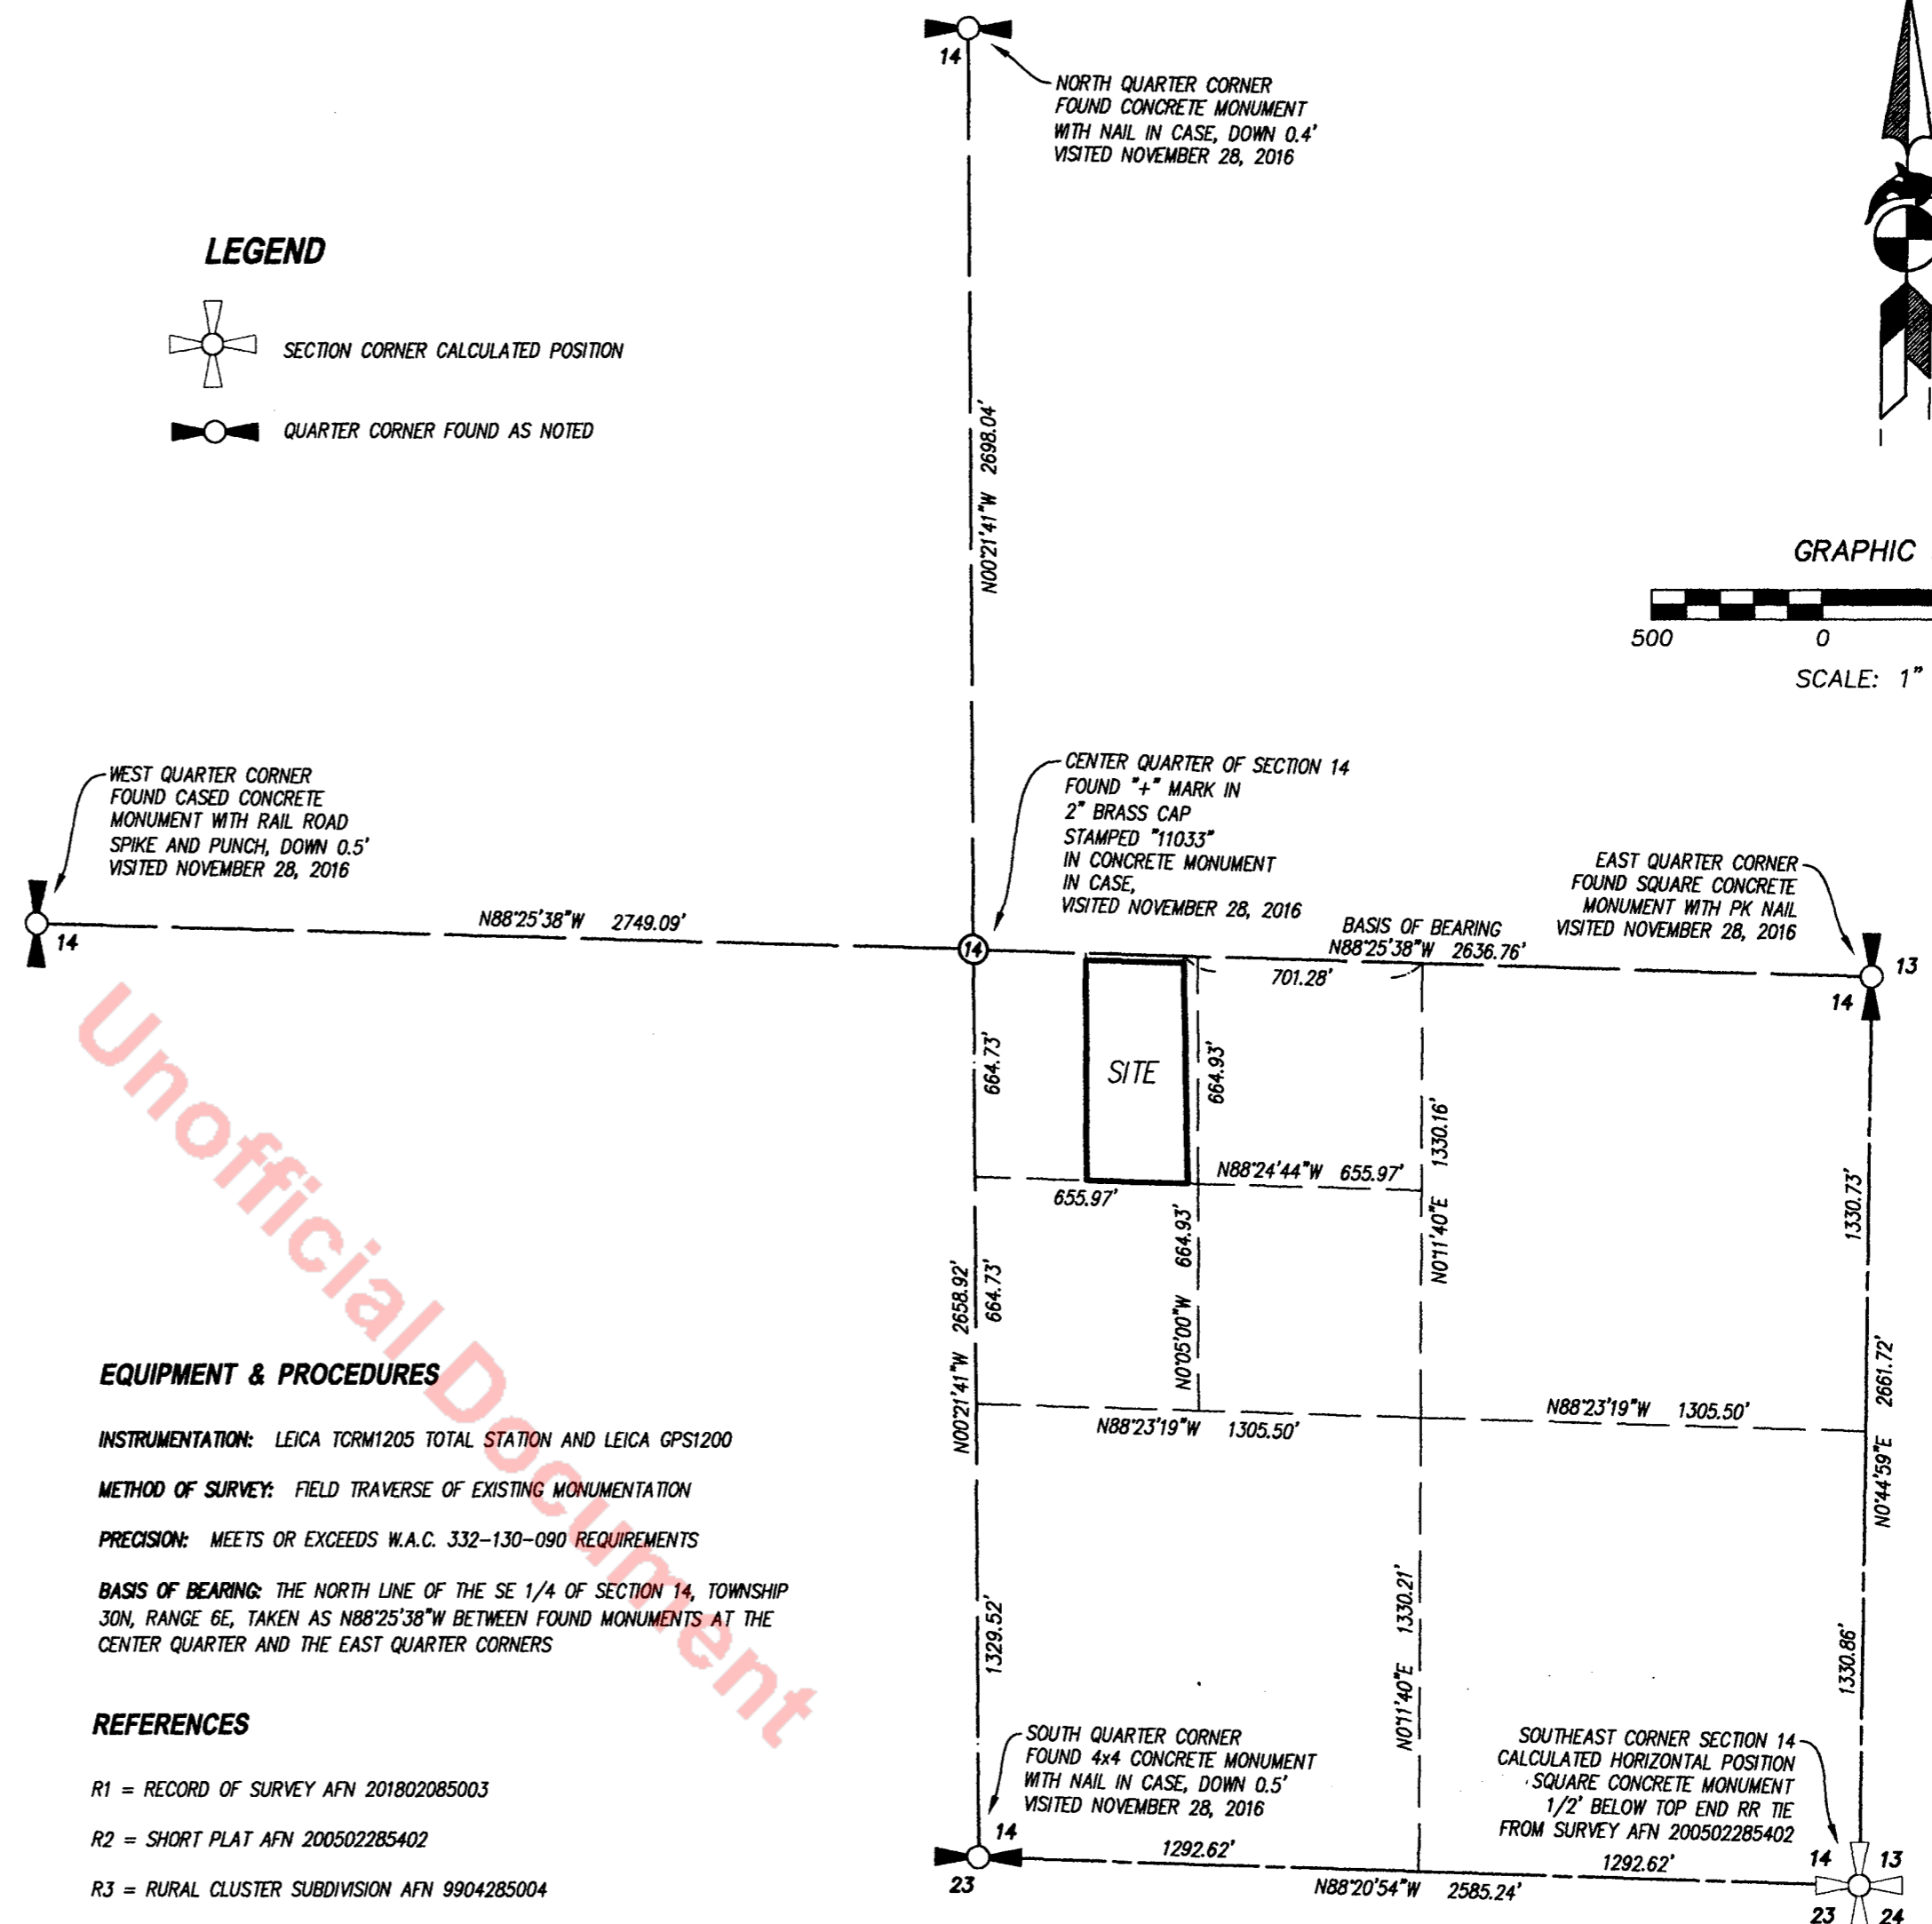 14
NORTH QUARTER CORNER
FOUND CONCRETE MONUMENT
WITH NAIL IN CASE, DOWN 0.4'
VISITED NOVEMBER 28, 2016
LEGEND
SECTION CORNER CALCULATED POSITION
QUARTER CORNER FOUND AS NOTED
N00°21'41"W 2698.04'
GRAPHIC
500 0
SCALE: 1"
WEST QUARTER CORNER
FOUND CASED CONCRETE
MONUMENT WITH RAIL ROAD
SPIKE AND PUNCH, DOWN 0.5'
VISITED NOVEMBER 28, 2016
14
N88°25'38"W 2749.09'
CENTER QUARTER OF SECTION 14
FOUND "+" MARK IN
2" BRASS CAP
STAMPED "11033"
IN CONCRETE MONUMENT
IN CASE,
VISITED NOVEMBER 28, 2016
14
EAST QUARTER CORNER
FOUND SQUARE CONCRETE
MONUMENT WITH PK NAIL
VISITED NOVEMBER 28, 2016
BASIS OF BEARING
N88°25'38"W 2636.76'
701.28'
13
14
664.73'
SITE
664.93'
N0°11'40"E 1330.16'
1330.73'
N88°24'44"W 655.97'
655.97'
N0°05'00"W 664.93'
N00°21'41"W 2658.92'
664.73'
N0°44'59"E 2661.72'
N88°23'19"W 1305.50'
N88°23'19"W 1305.50'
Unofficial Document
EQUIPMENT & PROCEDURES
INSTRUMENTATION: LEICA TCRM1205 TOTAL STATION AND LEICA GPS1200
METHOD OF SURVEY: FIELD TRAVERSE OF EXISTING MONUMENTATION
PRECISION: MEETS OR EXCEEDS W.A.C. 332-130-090 REQUIREMENTS
BASIS OF BEARING: THE NORTH LINE OF THE SE 1/4 OF SECTION 14, TOWNSHIP
30N, RANGE 6E, TAKEN AS N88°25'38"W BETWEEN FOUND MONUMENTS AT THE
CENTER QUARTER AND THE EAST QUARTER CORNERS
1329.52'
N0°11'40"E 1330.21'
1330.86'
REFERENCES
R1 = RECORD OF SURVEY AFN 201802085003
R2 = SHORT PLAT AFN 200502285402
R3 = RURAL CLUSTER SUBDIVISION AFN 9904285004
SOUTH QUARTER CORNER
FOUND 4x4 CONCRETE MONUMENT
WITH NAIL IN CASE, DOWN 0.5'
VISITED NOVEMBER 28, 2016
14
23
SOUTHEAST CORNER SECTION 14
CALCULATED HORIZONTAL POSITION
SQUARE CONCRETE MONUMENT
1/2' BELOW TOP END RR TIE
FROM SURVEY AFN 200502285402
1292.62'
1292.62'
N88°20'54"W 2585.24'
14 13
23 24